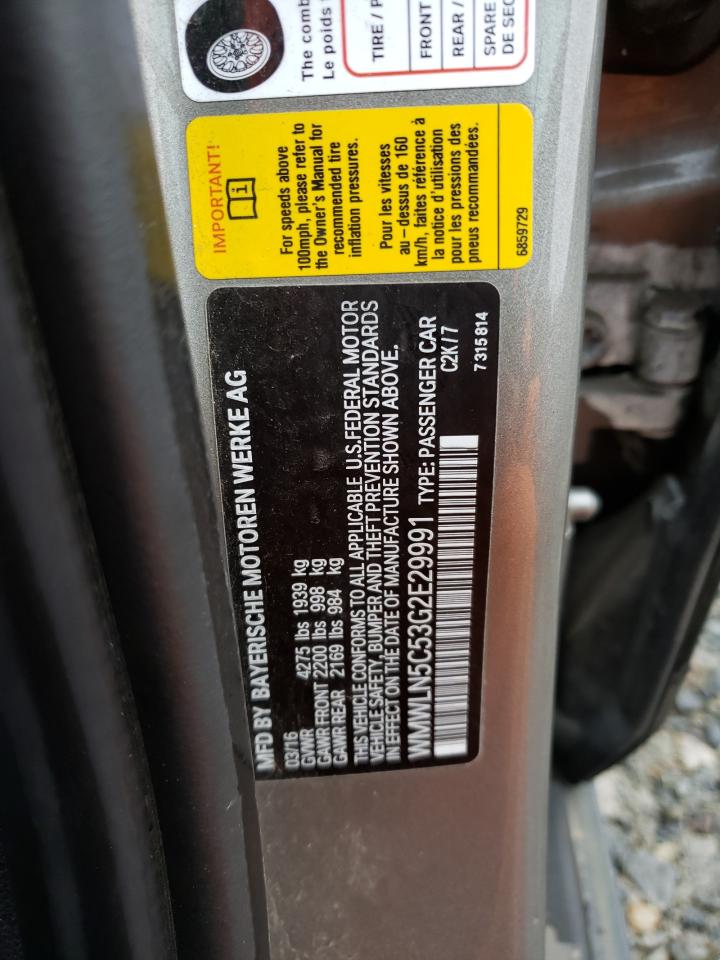 The comb
Le poids t
TIRE / P
FRONT
REAR /
SPARE
DE SEC
IMPORTANT!
For speeds above
100mph, please refer to
the Owner's Manual for
recommended tire
inflation pressures.
Pour les vitesses
au-dessus de 160
km/h, faites référence à
la notice d'utilisation
pour les pressions des
pneus recommandées.
6859729
MFD BY BAYERISCHE MOTOREN WERKE AG
03/16
GVWR 4275 lbs 1939 kg
GAWR FRONT 2200 lbs 998 kg
GAWR REAR 2169 lbs 984 kg
THIS VEHICLE CONFORMS TO ALL APPLICABLE U.S.FEDERAL MOTOR
VEHICLE SAFETY, BUMPER AND THEFT PREVENTION STANDARDS
IN EFFECT ON THE DATE OF MANUFACTURE SHOWN ABOVE.
WMWLN5C53G2E29991 TYPE: PASSENGER CAR
C2K/7
7315814